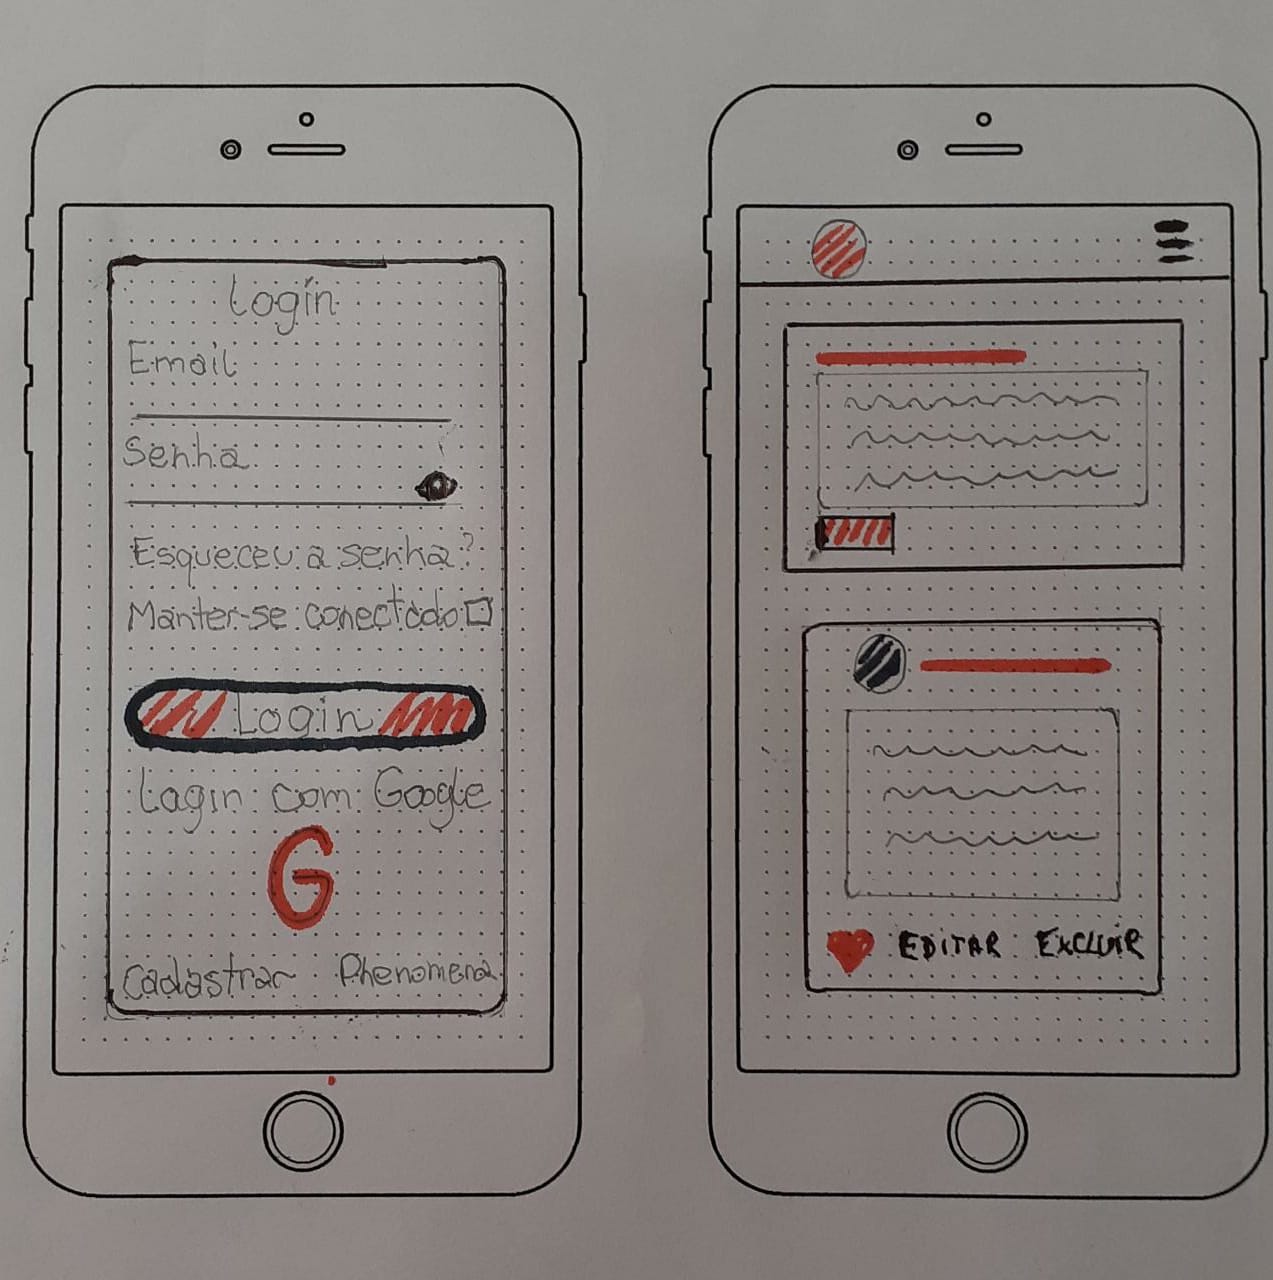 Login
Email
Senha
Esqueceu a senha?
Manter-se conectado
Login
Login com Google
G
Cadastrar Phenomena
EDITAR EXCLUIR